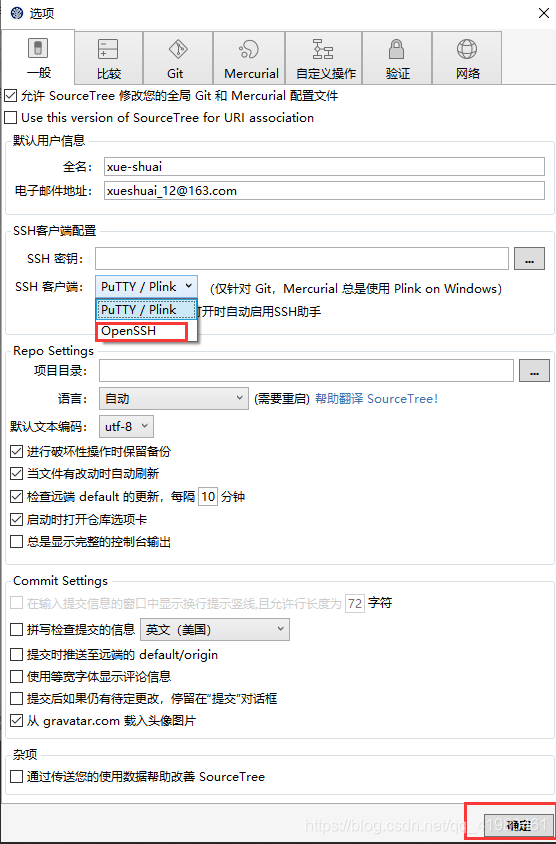 选项
一般
比较
Git
Mercurial
自定义操作
验证
网络
允许 SourceTree 修改您的全局 Git 和 Mercurial 配置文件
Use this version of SourceTree for URI association
默认用户信息
全名： xue-shuai
电子邮件地址： xueshuai_12@163.com
SSH客户端配置
SSH 密钥： ...
SSH 客户端： PuTTY / Plink (仅针对 Git，Mercurial 总是使用 Plink on Windows)
PuTTY / Plink 打开时自动启用SSH助手
OpenSSH
Repo Settings
项目目录： ...
语言： 自动 (需要重启) 帮助翻译 SourceTree!
默认文本编码： utf-8
进行破坏性操作时保留备份
当文件有改动时自动刷新
检查远端 default 的更新，每隔 10 分钟
启动时打开仓库选项卡
总是显示完整的控制台输出
Commit Settings
在输入提交信息的窗口中显示换行提示竖线,且允许行长度为 72 字符
拼写检查提交的信息 英文（美国）
提交时推送至远端的 default/origin
使用等宽字体显示评论信息
提交后如果仍有待定更改，停留在“提交”对话框
从 gravatar.com 载入头像图片
杂项
通过传送您的使用数据帮助改善 SourceTree
确定